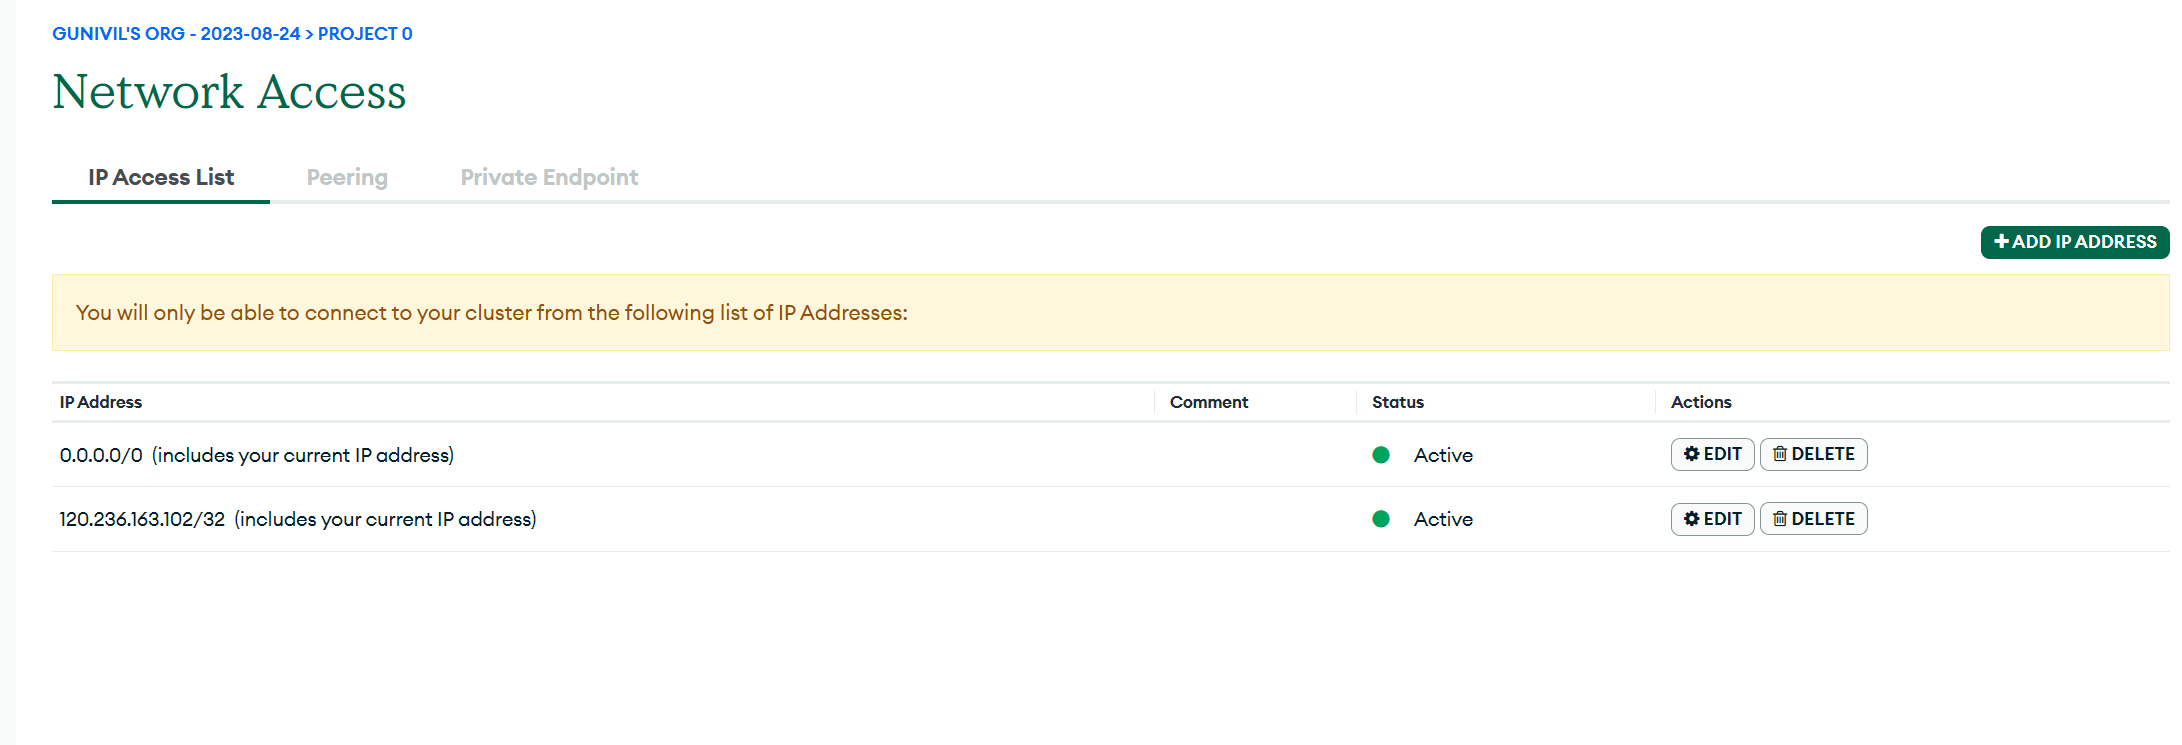 GUNIVIL'S ORG - 2023-08-24 > PROJECT 0
Network Access
IP Access List Peering Private Endpoint
ADD IP ADDRESS
You will only be able to connect to your cluster from the following list of IP Addresses:
IP Address Comment Status Actions
0.0.0.0/0 (includes your current IP address) Active EDIT DELETE
120.236.163.102/32 (includes your current IP address) Active EDIT DELETE